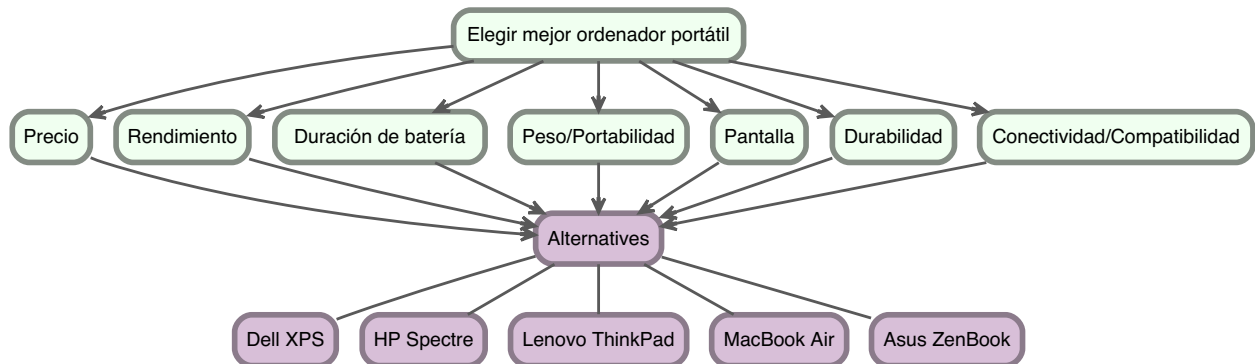 Elegir mejor ordenador portátil
Precio
Rendimiento
Duración de batería
Peso/Portabilidad
Pantalla
Durabilidad
Conectividad/Compatibilidad
Alternatives
Dell XPS
HP Spectre
Lenovo ThinkPad
MacBook Air
Asus ZenBook